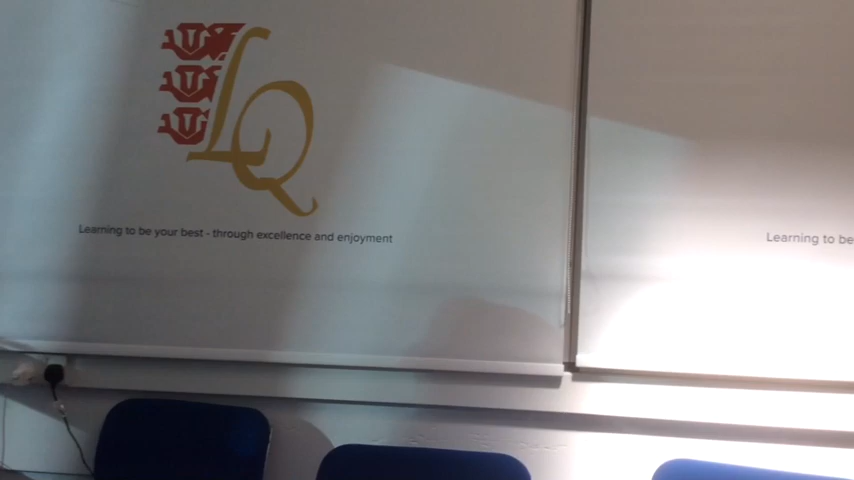 LQ
Learning to be your best - through excellence and enjoyment
Learning to be